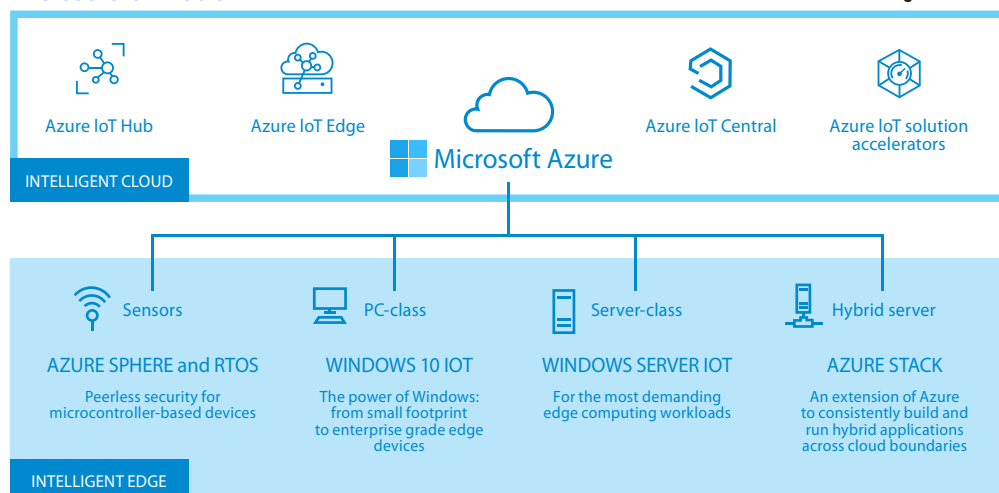 Azure IoT Hub
Azure IoT Edge
Microsoft Azure
Azure IoT Central
Azure IoT solution
accelerators
INTELLIGENT CLOUD
Sensors
PC-class
Server-class
Hybrid server
AZURE SPHERE and RTOS
Peerless security for
microcontroller-based devices
WINDOWS 10 IOT
The power of Windows:
from small footprint
to enterprise grade edge
devices
WINDOWS SERVER IOT
For the most demanding
edge computing workloads
AZURE STACK
An extension of Azure
to consistently build and
run hybrid applications
across cloud boundaries
INTELLIGENT EDGE